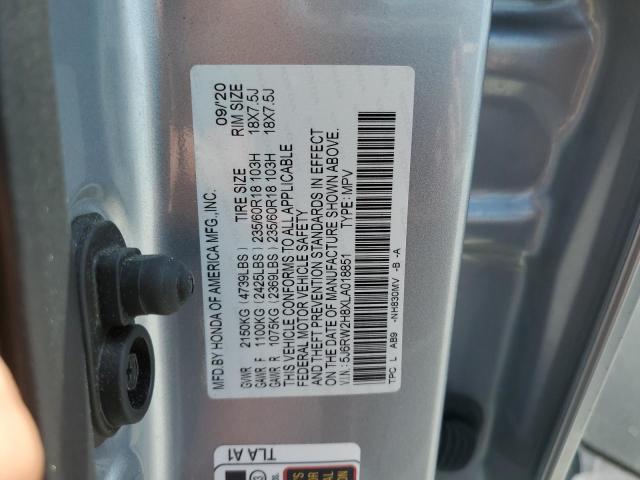 MFD.BY HONDA OF AMERICA MFG.,INC. 09/'20
TIRE SIZE RIM SIZE
GVWR 2150KG (4739LBS)
GAWR F 1100KG (2425LBS) 235/60R18 103H 18X7.5J
GAWR R 1075KG (2369LBS) 235/60R18 103H 18X7.5J
THIS VEHICLE CONFORMS TO ALL APPLICABLE
FEDERAL MOTOR VEHICLE SAFETY
AND THEFT PREVENTION STANDARDS IN EFFECT
ON THE DATE OF MANUFACTURE SHOWN ABOVE.
V.I.N.: 5J6RW2H8XLA018851 TYPE: MPV
TPC L AB9 -NH830MV -B -A
TLA A1